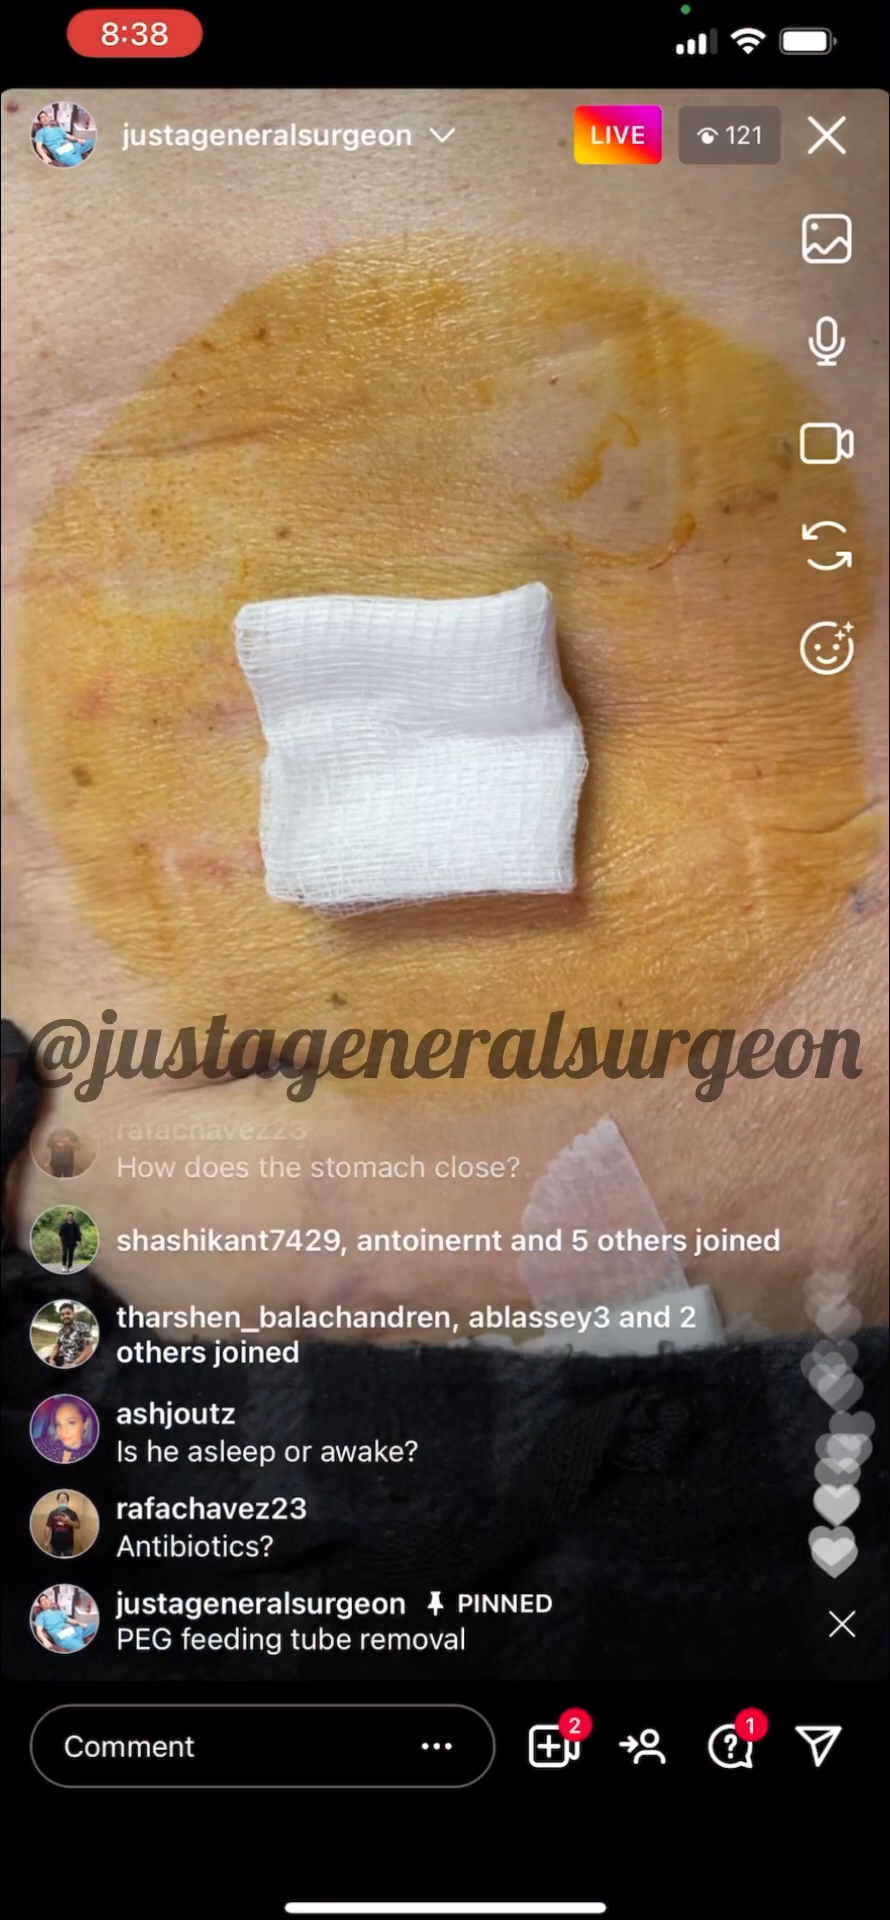 8:38
justageneralsurgeon
LIVE
121
@justageneralsurgeon
rafachavez23
How does the stomach close?
shashikant7429, antoinernt and 5 others joined
tharshen_balachandren, ablassey3 and 2
others joined
ashjoutz
Is he asleep or awake?
rafachavez23
Antibiotics?
justageneralsurgeon PINNED
PEG feeding tube removal
Comment
2
1